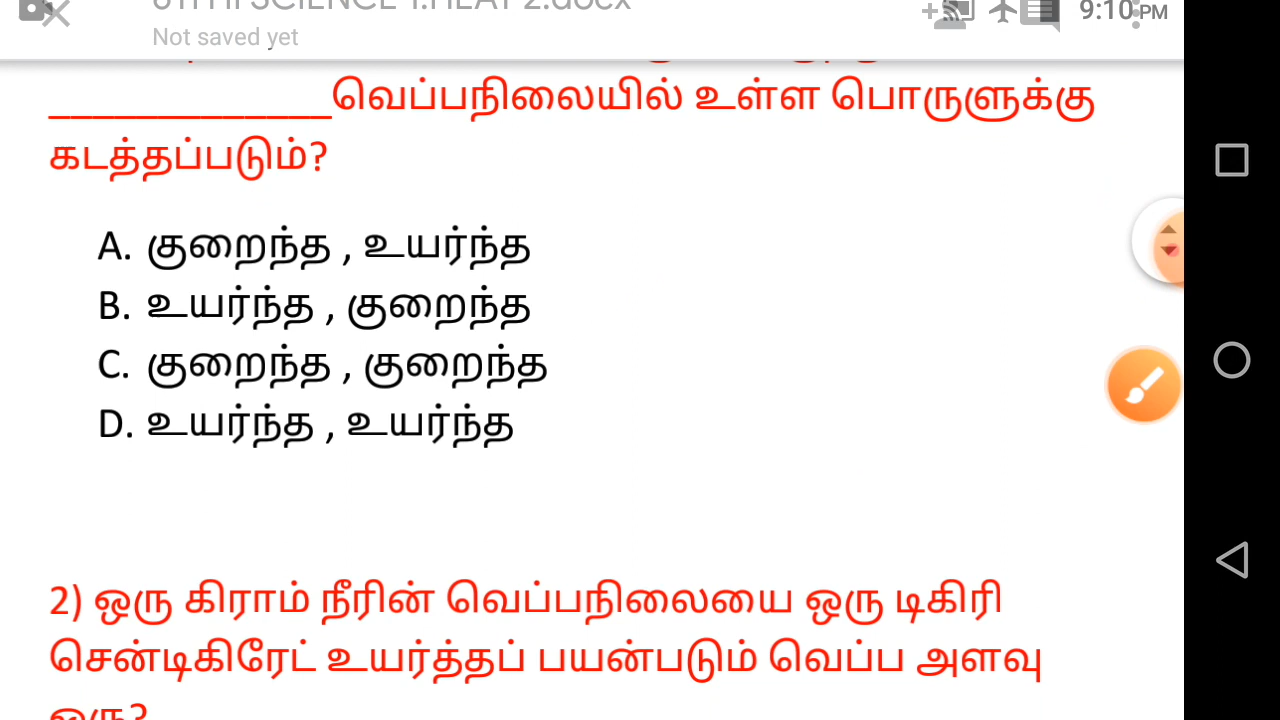 Not saved yet
9:10 PM
_____________ வெப்பநிலையில் உள்ள பொருளுக்கு
கடத்தப்படும்?
A. குறைந்த , உயர்ந்த
B. உயர்ந்த , குறைந்த
C. குறைந்த , குறைந்த
D. உயர்ந்த , உயர்ந்த
2) ஒரு கிராம் நீரின் வெப்பநிலையை ஒரு டிகிரி
சென்டிகிரேட் உயர்த்தப் பயன்படும் வெப்ப அளவு